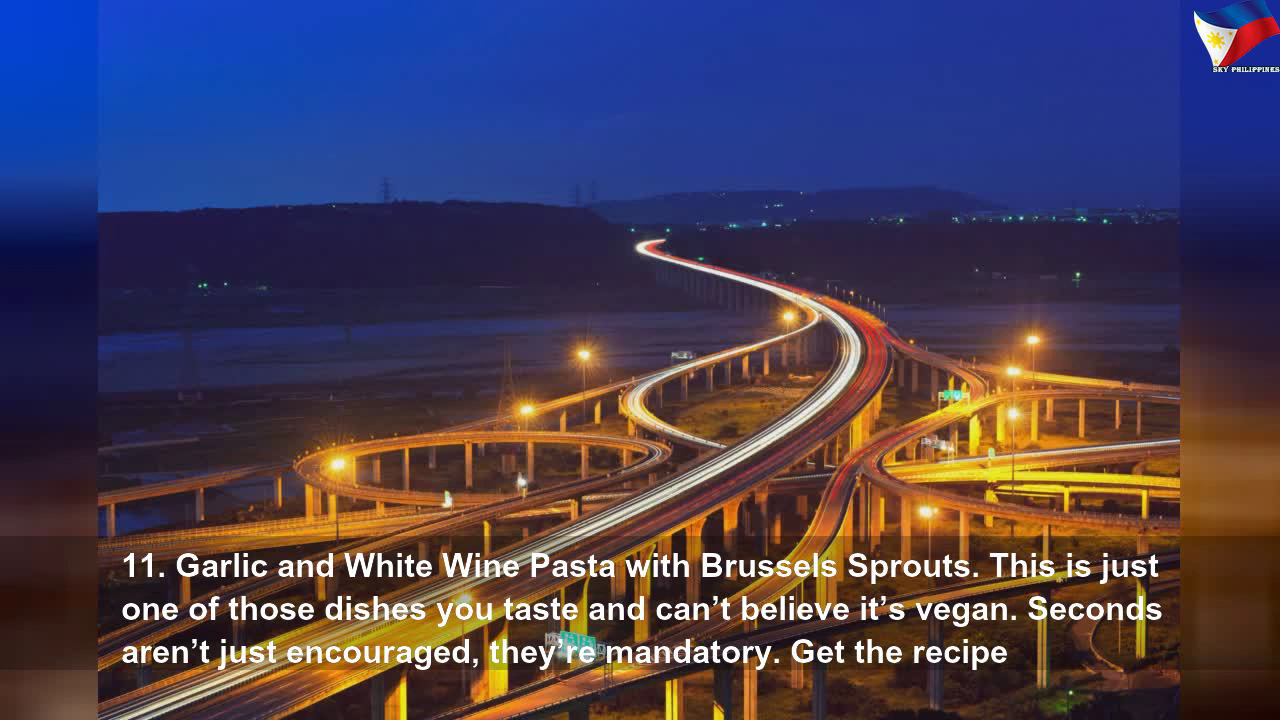 SKY PHILIPPINES
11. Garlic and White Wine Pasta with Brussels Sprouts. This is just
one of those dishes you taste and can’t believe it’s vegan. Seconds
aren’t just encouraged, they’re mandatory. Get the recipe